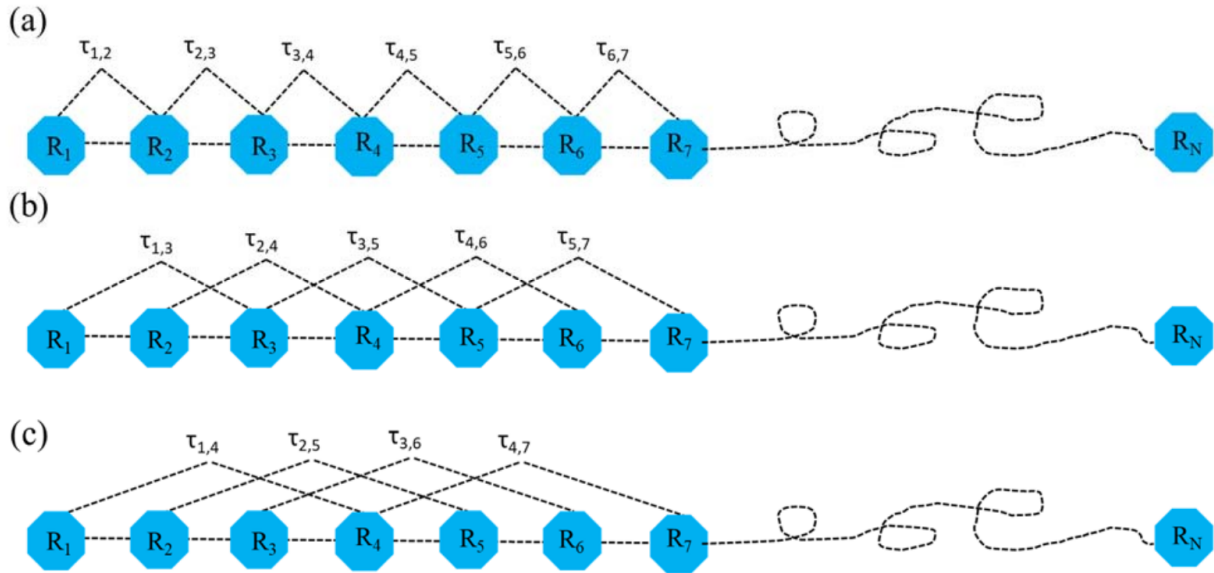 (a)
τ1,2 τ2,3 τ3,4 τ4,5 τ5,6 τ6,7
R1 R2 R3 R4 R5 R6 R7 RN
(b)
τ1,3 τ2,4 τ3,5 τ4,6 τ5,7
R1 R2 R3 R4 R5 R6 R7 RN
(c)
τ1,4 τ2,5 τ3,6 τ4,7
R1 R2 R3 R4 R5 R6 R7 RN